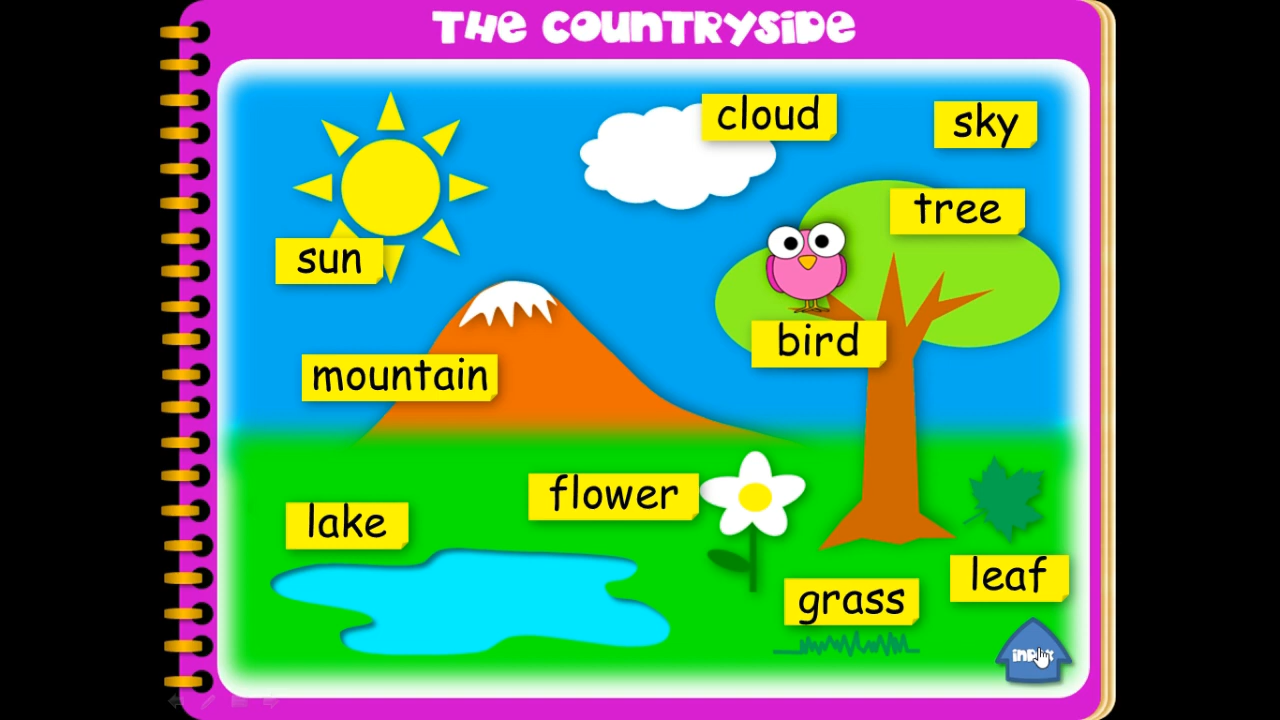 THE COUNTRYSIDE
cloud
sky
tree
sun
bird
mountain
flower
lake
leaf
grass